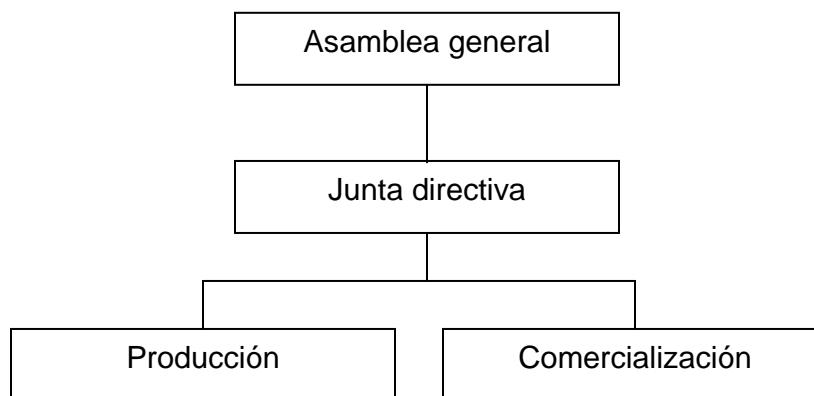 Asamblea general
Junta directiva
Producción
Comercialización